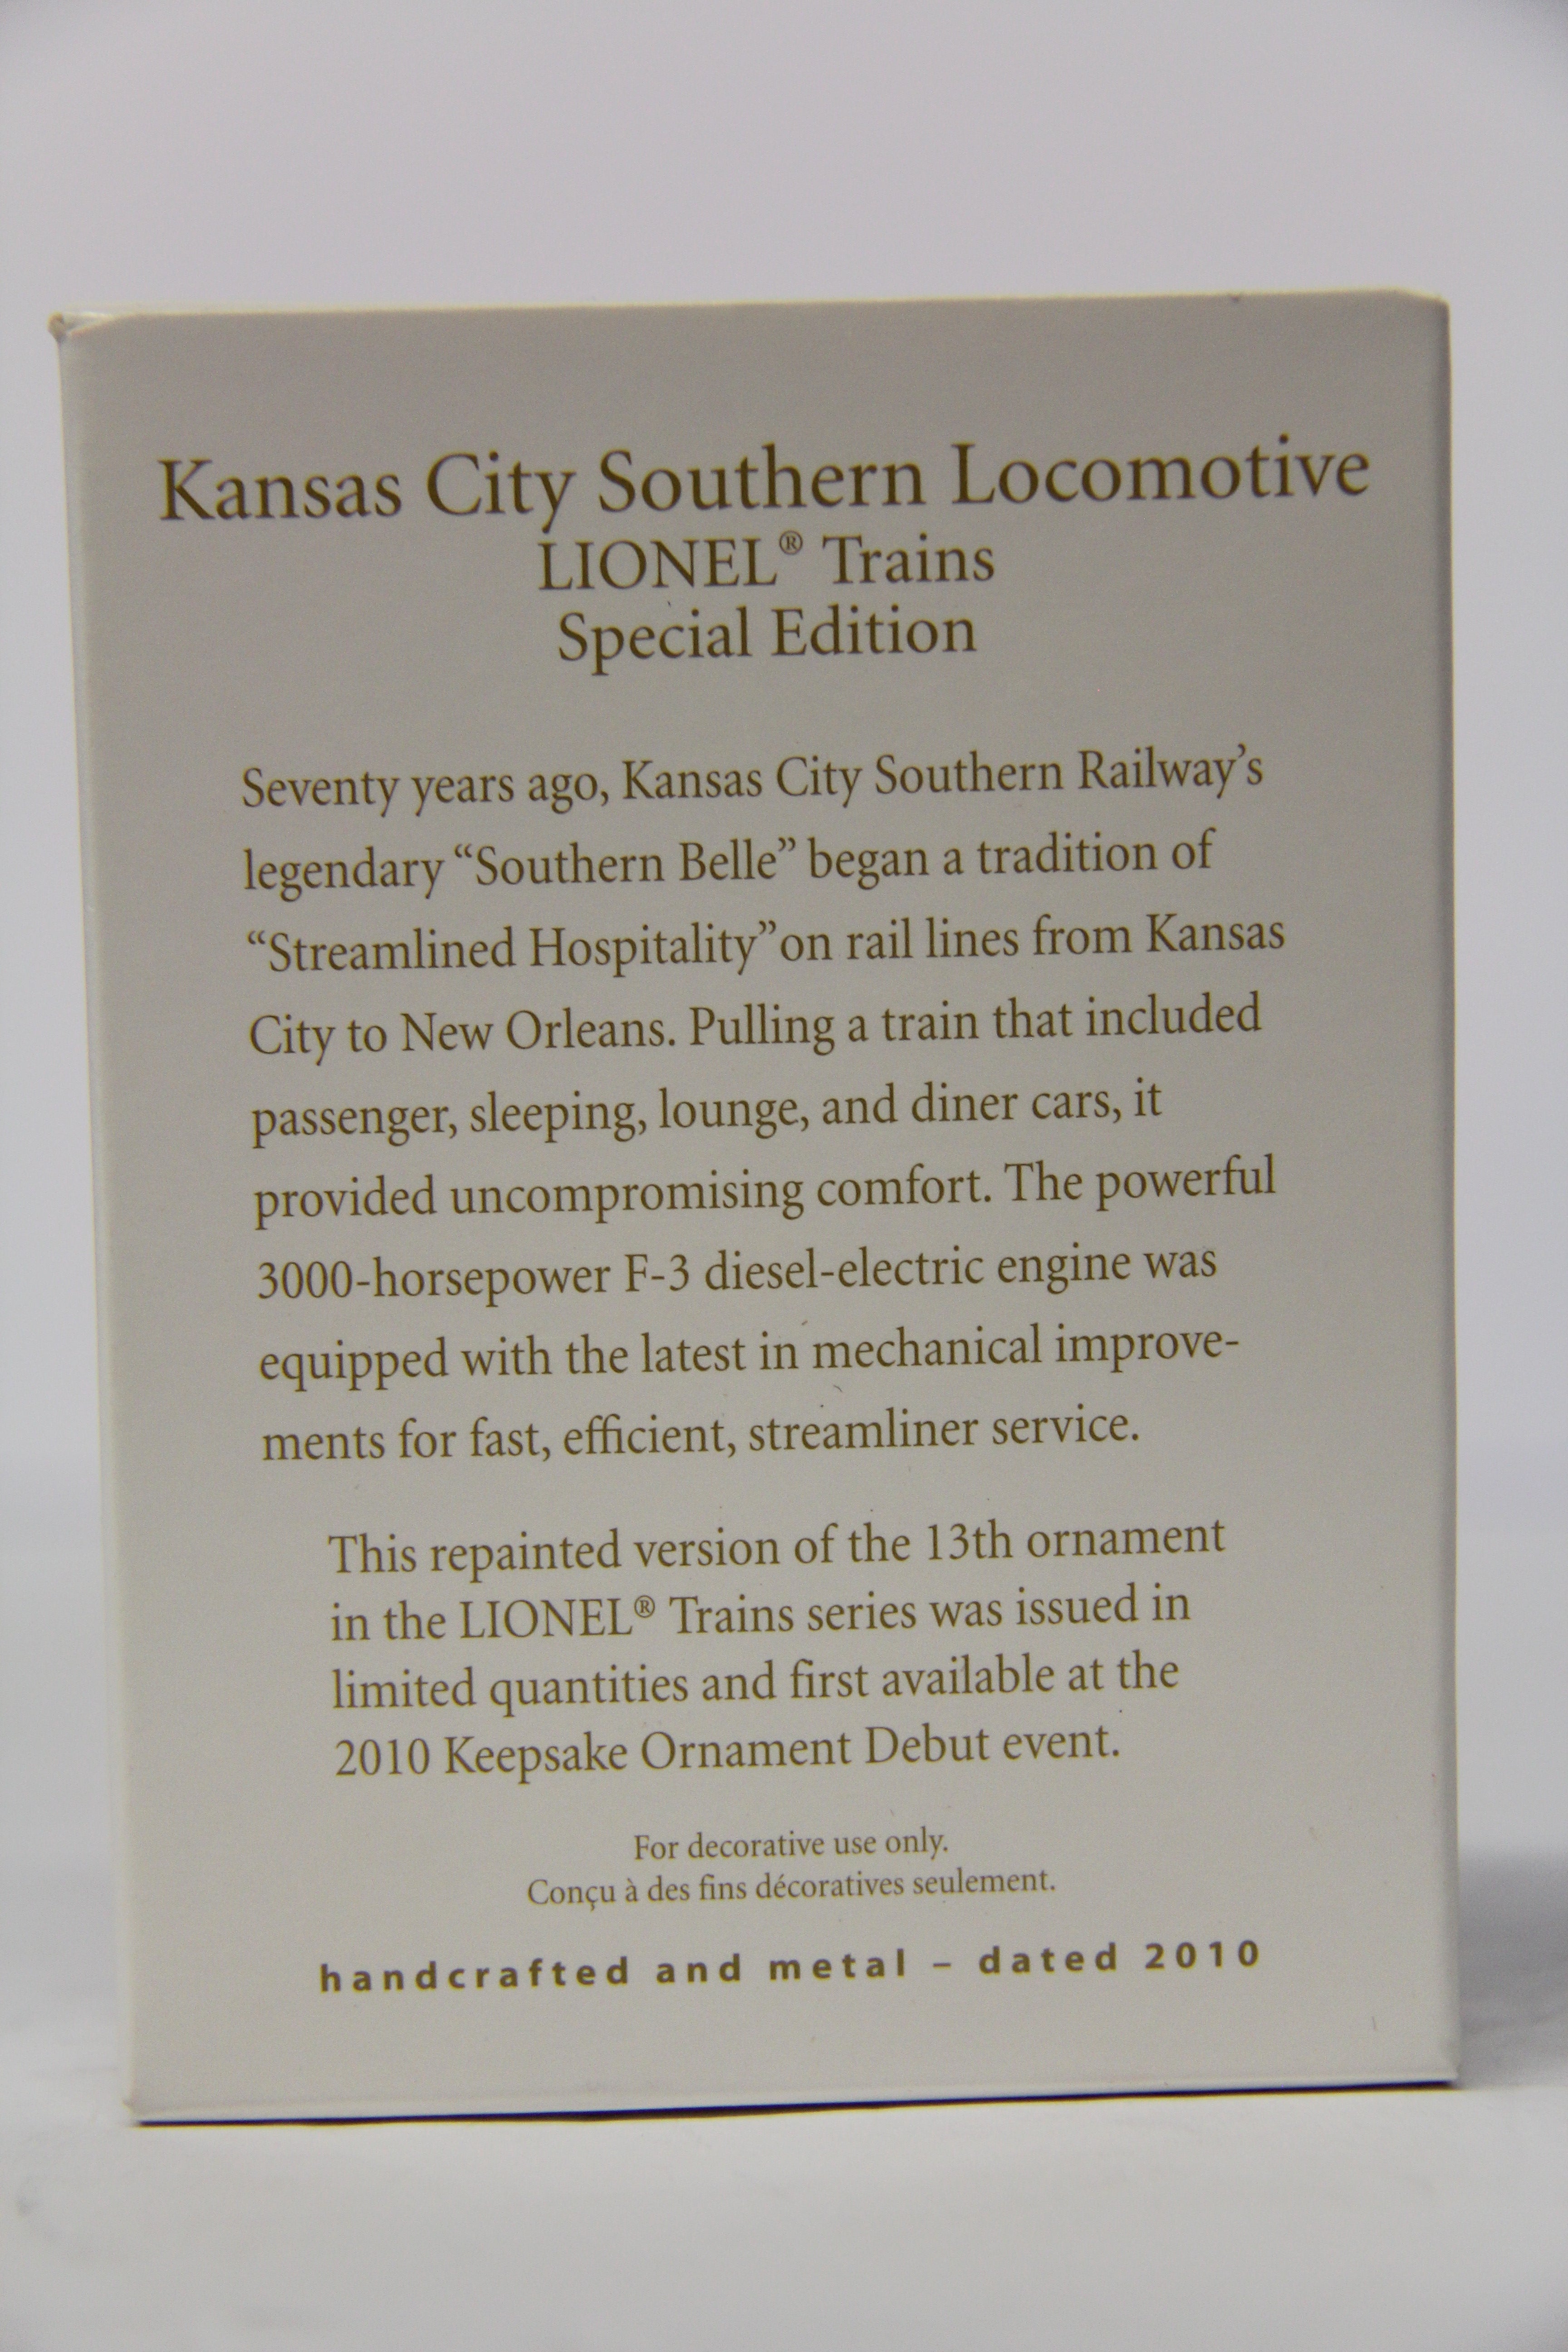 Kansas City Southern Locomotive
LIONEL® Trains
Special Edition
Seventy years ago, Kansas City Southern Railway’s
legendary “Southern Belle” began a tradition of
“Streamlined Hospitality”on rail lines from Kansas
City to New Orleans. Pulling a train that included
passenger, sleeping, lounge, and diner cars, it
provided uncompromising comfort. The powerful
3000-horsepower F-3 diesel-electric engine was
equipped with the latest in mechanical improve-
ments for fast, efficient, streamliner service.
This repainted version of the 13th ornament
in the LIONEL® Trains series was issued in
limited quantities and first available at the
2010 Keepsake Ornament Debut event.
For decorative use only.
Conçu à des fins décoratives seulement.
handcrafted and metal – dated 2010